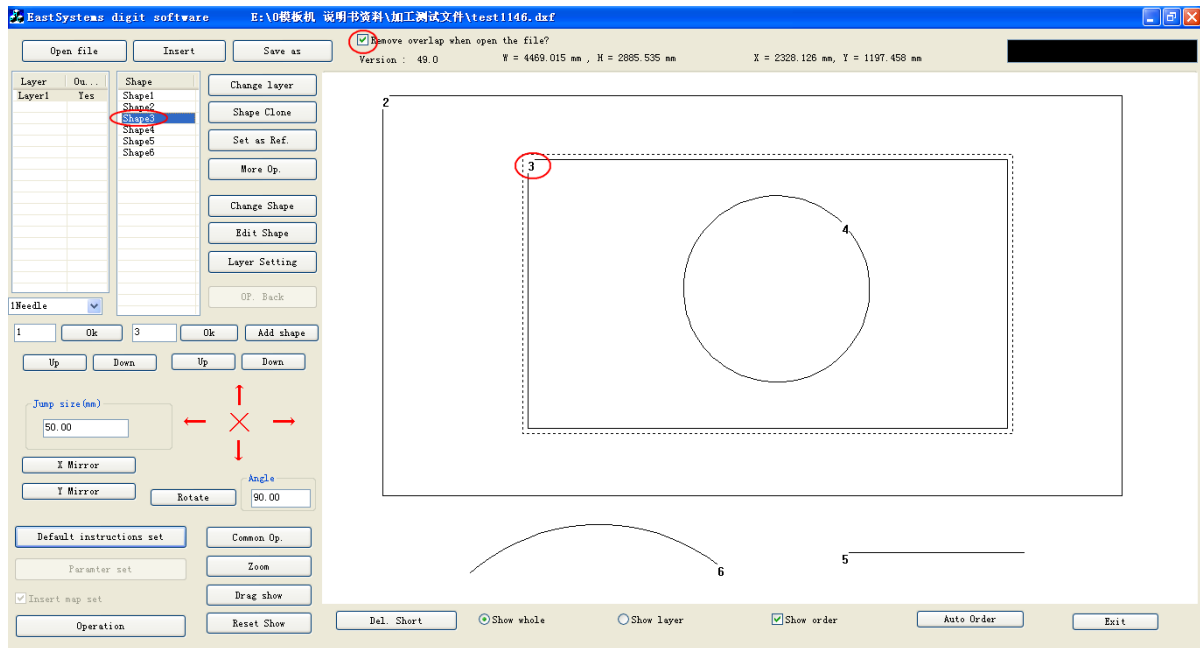 EastSystems digit software E:\0模板机 说明书资料\加工测试文件\test1146.dxf
Open file Insert Save as
Remove overlap when open the file?
Version : 49.0 W = 4469.015 mm , H = 2885.535 mm X = 2328.126 mm, Y = 1197.458 mm
Layer Ou... Shape
Layer1 Yes Shape1
Shape2
Shape3
Shape4
Shape5
Shape6
Change layer
Shape Clone
Set as Ref.
More Op.
Change Shape
Edit Shape
Layer Setting
OP. Back
1Needle
1 Ok 3 Ok Add shape
Up Down Up Down
Jump size(mm)
50.00
X Mirror
Y Mirror
Rotate
Angle
90.00
Default instructions set
Paramter set
Insert map set
Operation
Common Op.
Zoom
Drag show
Reset Show
2
3
4
5
6
Del. Short Show whole Show layer Show order Auto Order Exit